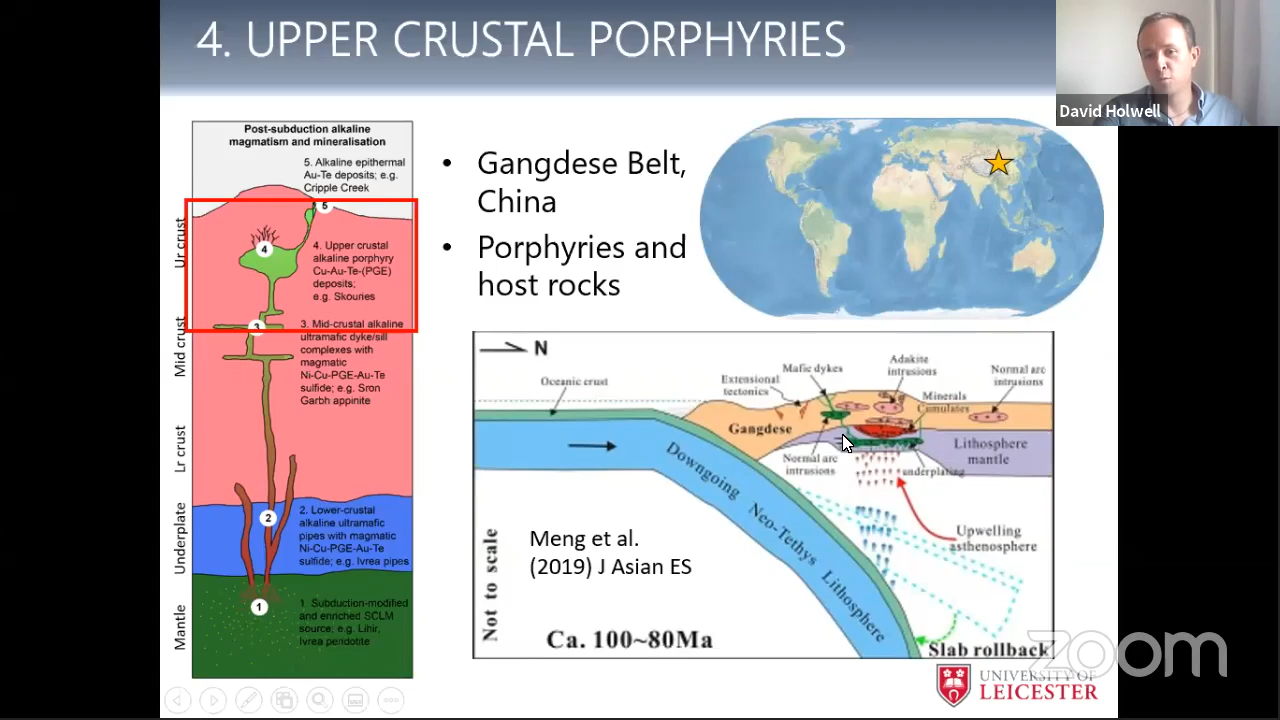 4. UPPER CRUSTAL PORPHYRIES
David Holwell
Post-subduction alkaline
magmatism and mineralisation
5. Alkaline epithermal
Au-Te deposits; e.g.
Cripple Creek
5
Ur crust
4
4. Upper crustal
alkaline porphyry
Cu-Au-Te-(PGE)
deposits;
e.g. Skouries
Mid crust
3
3. Mid-crustal alkaline
ultramafic dyke/sill
complexes with
magmatic
Ni-Cu-PGE-Au-Te
sulfide; e.g. Sron
Garbh appinite
Lr crust
Underplate
2
2. Lower-crustal
alkaline ultramafic
pipes with magmatic
Ni-Cu-PGE-Au-Te
sulfide; e.g. Ivrea pipes
Mantle
1
1. Subduction-modified
and enriched SCLM
source; e.g. Lihir,
Ivrea peridotite
• Gangdese Belt,
China
• Porphyries and
host rocks
N
Oceanic crust
Extensional
tectonics
Mafic dykes
Adakite
intrusions
Minerals
Cumulates
Normal arc
intrusions
Gangdese
Normal arc
intrusions
underplating
Lithosphere
mantle
Downgoing Neo-Tethys Lithosphere
Upwelling
asthenosphere
Not to scale
Meng et al.
(2019) J Asian ES
Ca. 100~80Ma
Slab rollback
zoom
UNIVERSITY OF
LEICESTER